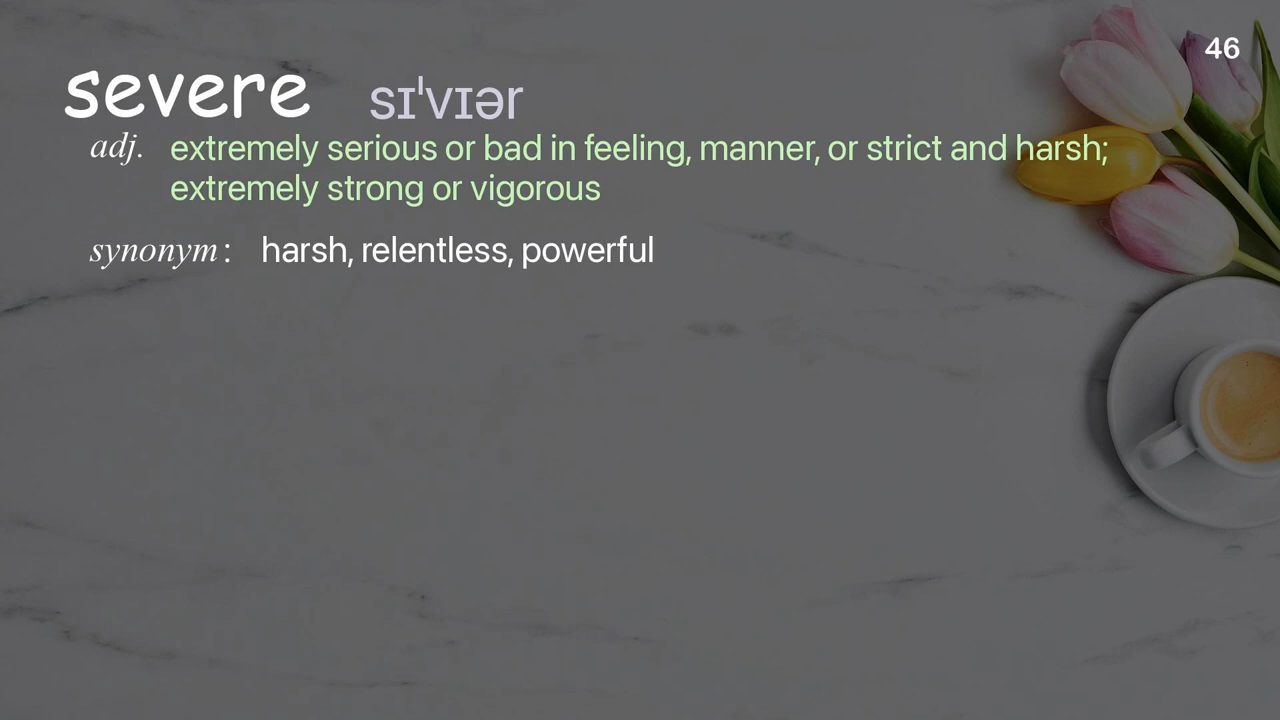 46
severe sɪˈvɪər
adj. extremely serious or bad in feeling, manner, or strict and harsh;
extremely strong or vigorous
synonym : harsh, relentless, powerful